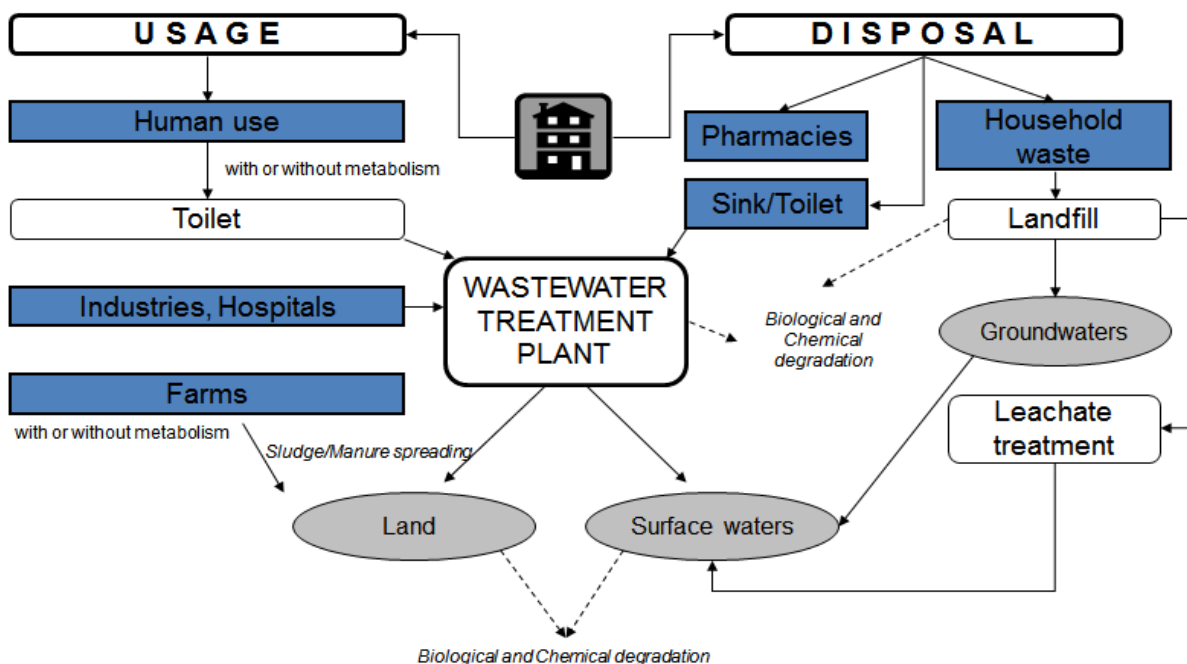 USAGE
DISPOSAL
Human use
Pharmacies
Household
waste
with or without metabolism
Toilet
Sink/Toilet
Landfill
WASTEWATER
TREATMENT
PLANT
Industries, Hospitals
Biological and
Chemical
degradation
Groundwaters
Farms
with or without metabolism
Sludge/Manure spreading
Leachate
treatment
Land
Surface waters
Biological and Chemical degradation